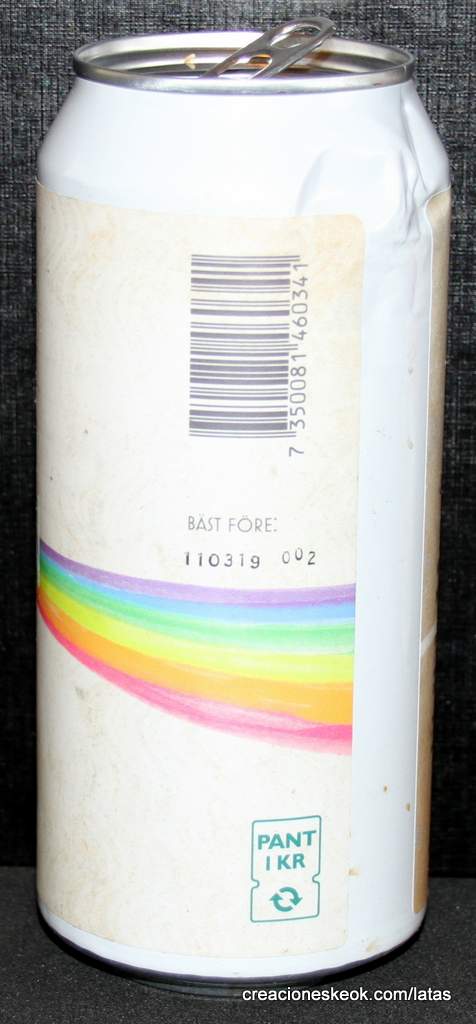 7 350081 460341
BÄST FÖRE:
110319 002
PANT
1 KR
creacioneskeok.com/latas